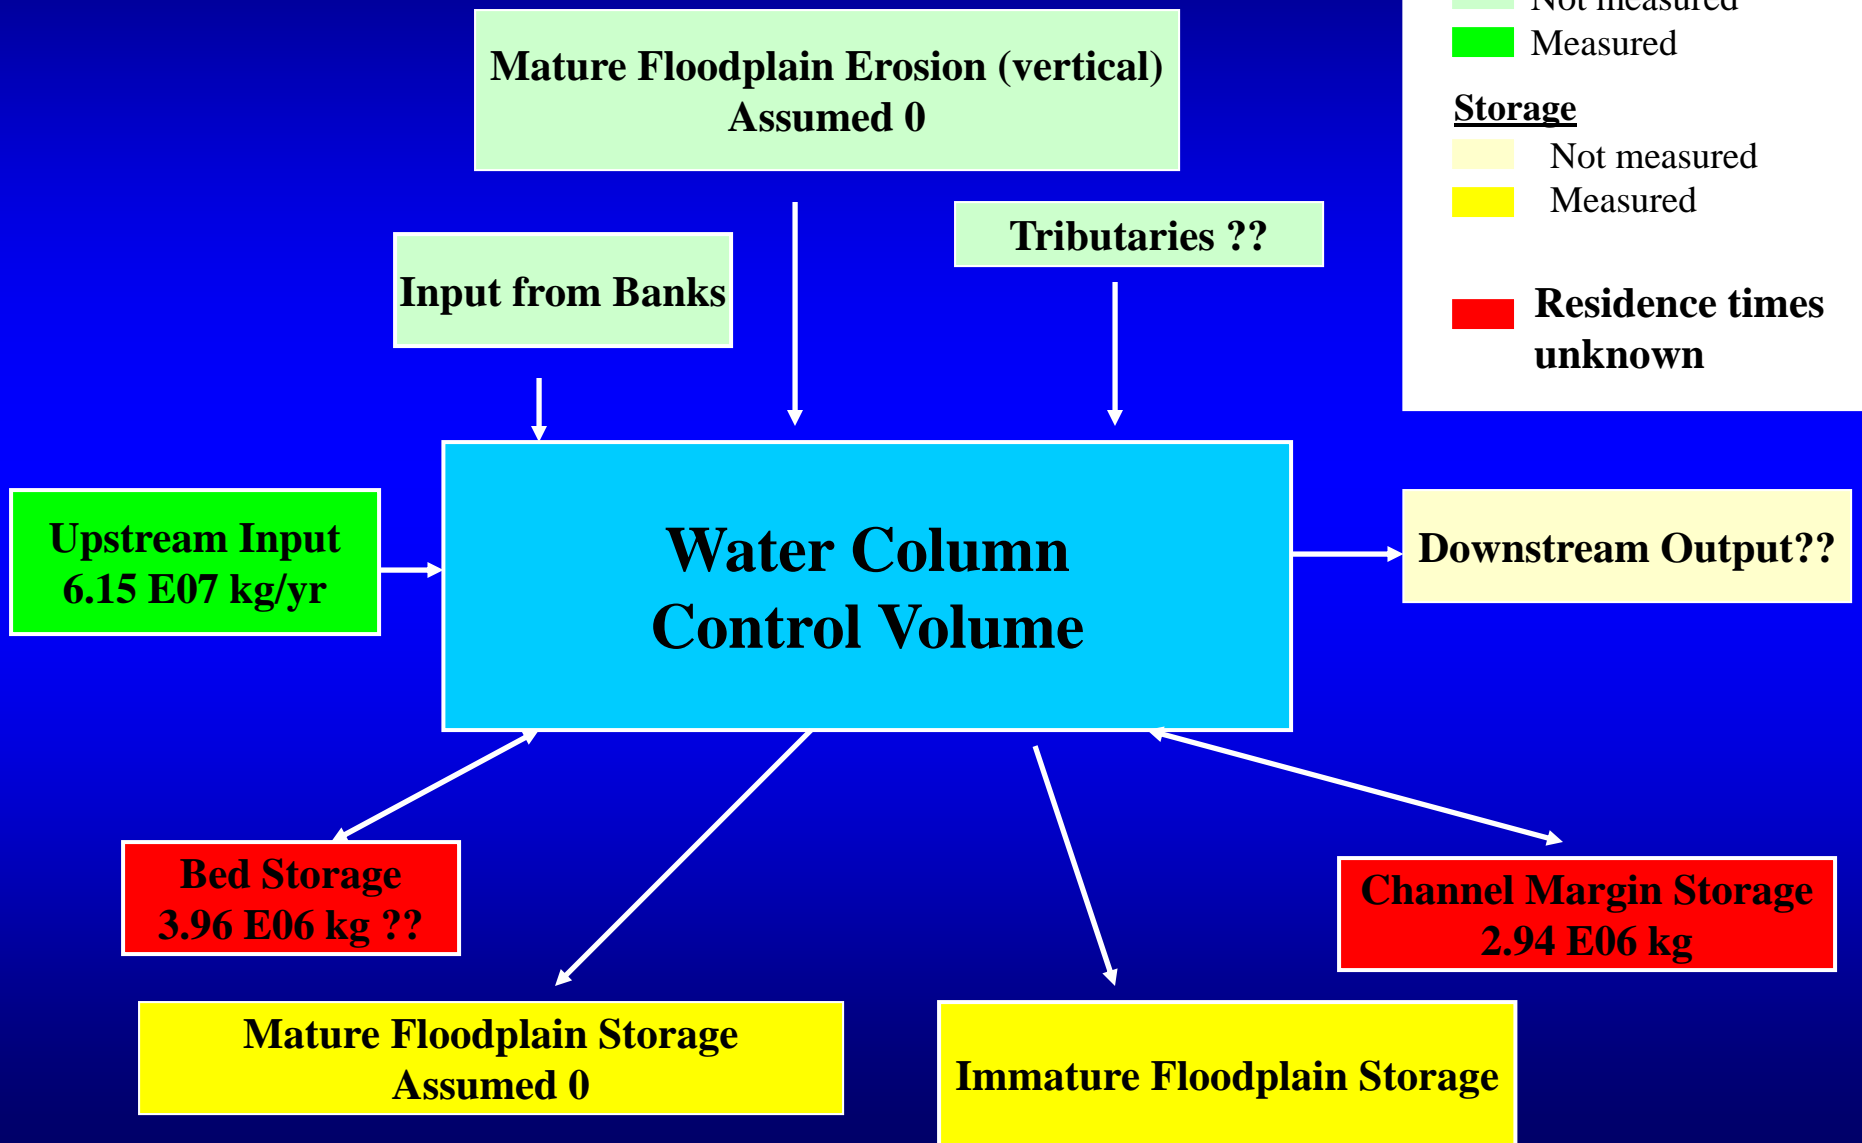 Not measured
Measured
Storage
Not measured
Measured
Residence times
unknown
Mature Floodplain Erosion (vertical)
Assumed 0
Tributaries ??
Input from Banks
Upstream Input
6.15 E07 kg/yr
Water Column
Control Volume
Downstream Output??
Bed Storage
3.96 E06 kg ??
Channel Margin Storage
2.94 E06 kg
Mature Floodplain Storage
Assumed 0
Immature Floodplain Storage